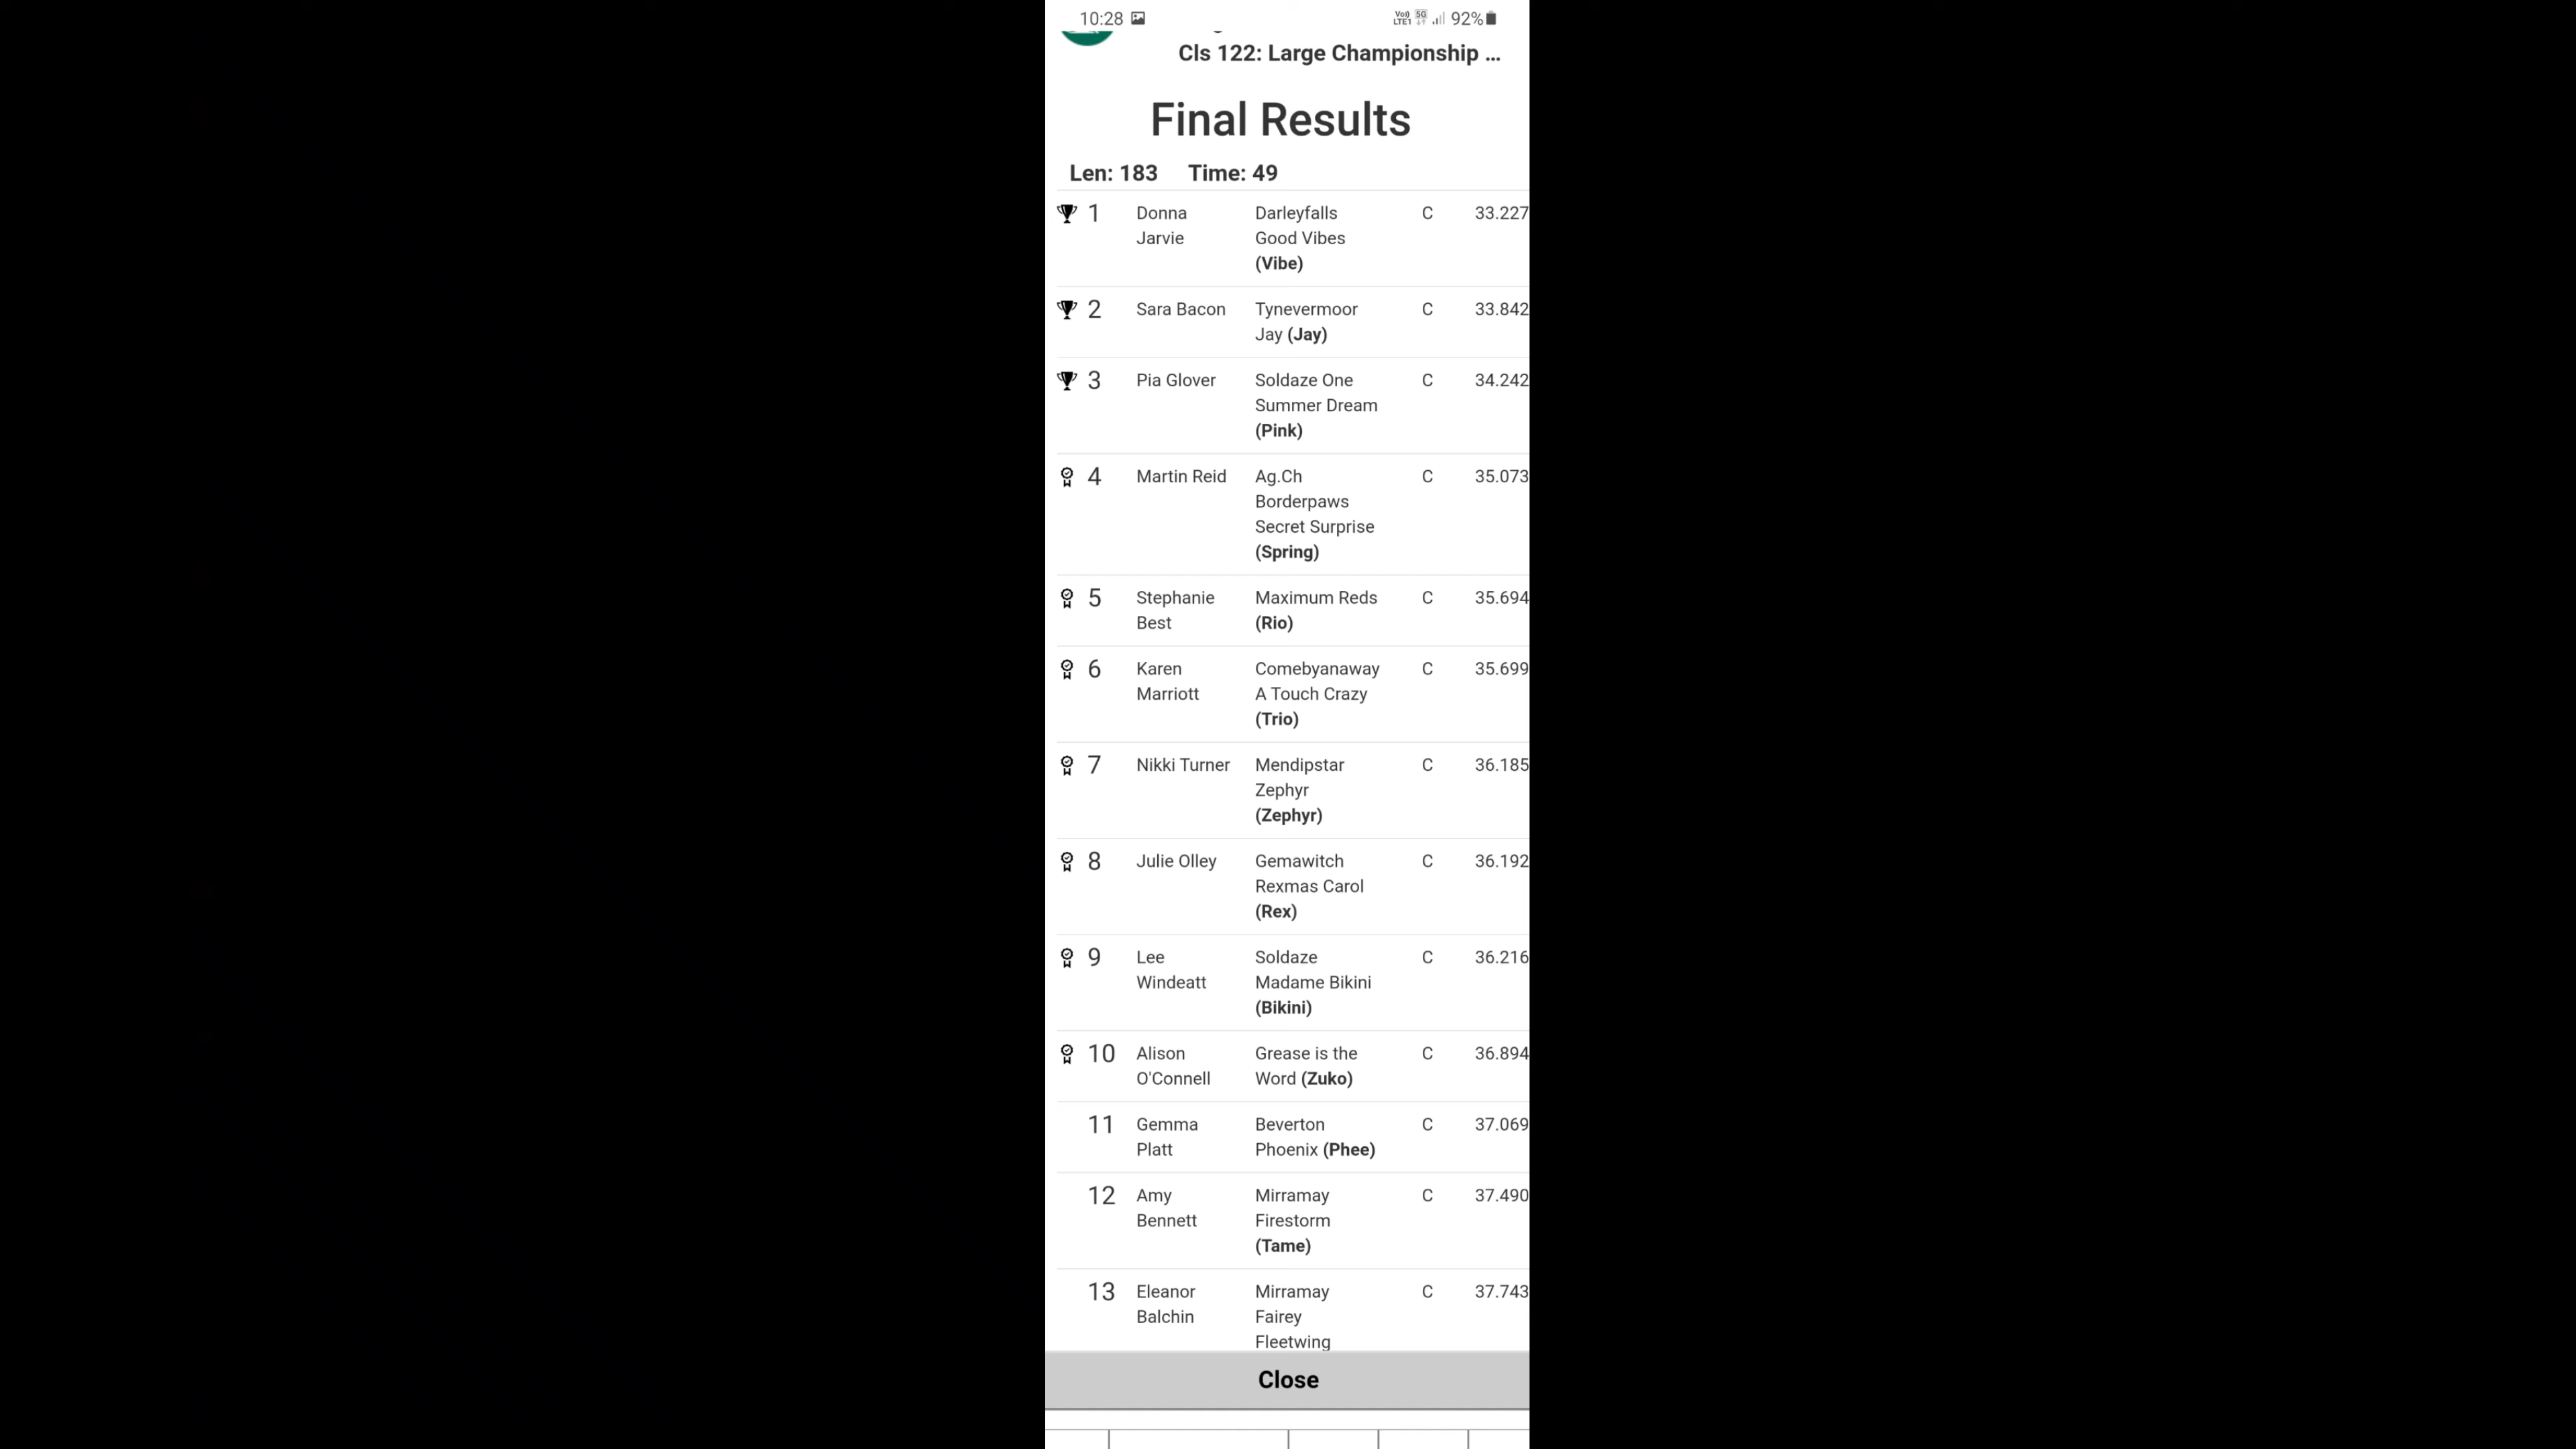 10:28 Vo)) LTE1 5G 92%
Cls 122: Large Championship ...
Final Results
Len: 183 Time: 49
1 Donna Darleyfalls C 33.227
Jarvie Good Vibes
(Vibe)
2 Sara Bacon Tynevermoor C 33.842
Jay (Jay)
3 Pia Glover Soldaze One C 34.242
Summer Dream
(Pink)
4 Martin Reid Ag.Ch C 35.073
Borderpaws
Secret Surprise
(Spring)
5 Stephanie Maximum Reds C 35.694
Best (Rio)
6 Karen Comebyanaway C 35.699
Marriott A Touch Crazy
(Trio)
7 Nikki Turner Mendipstar C 36.185
Zephyr
(Zephyr)
8 Julie Olley Gemawitch C 36.192
Rexmas Carol
(Rex)
9 Lee Soldaze C 36.216
Windeatt Madame Bikini
(Bikini)
10 Alison Grease is the C 36.894
O'Connell Word (Zuko)
11 Gemma Beverton C 37.069
Platt Phoenix (Phee)
12 Amy Mirramay C 37.490
Bennett Firestorm
(Tame)
13 Eleanor Mirramay C 37.743
Balchin Fairey
Fleetwing
Close